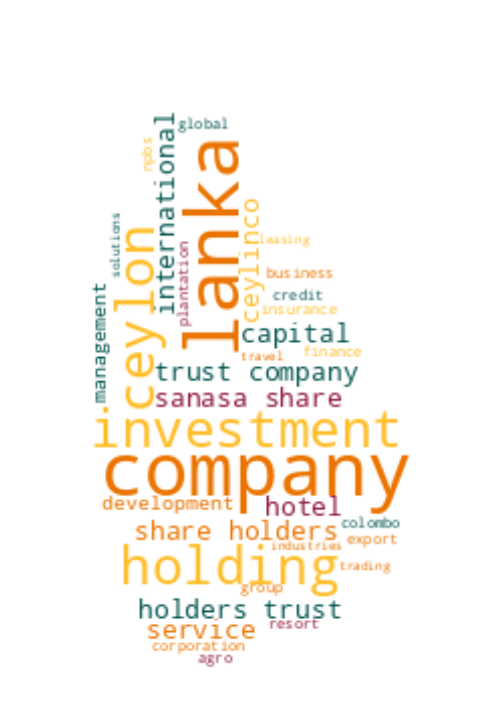 global
npbs
international
lanka
ceylinco
solutions
ceylon
plantation
leasing
business
management
credit
insurance
capital
travel
finance
trust company
sanasa share
investment
company
development
hotel
share holders
colombo
export
industries
holding
trading
group
holders trust
service
resort
corporation
agro